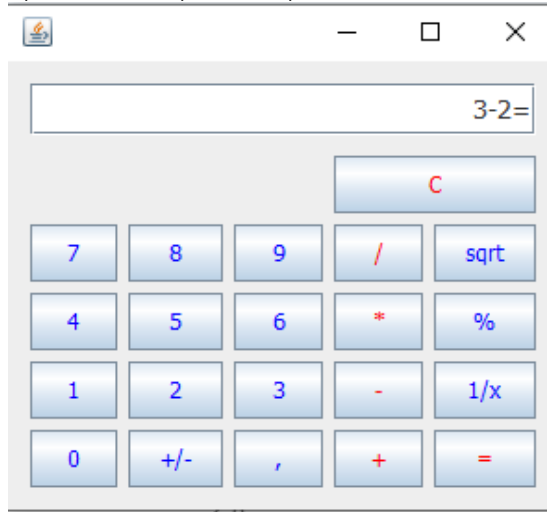 3-2=
C
7 8 9 / sqrt
4 5 6 * %
1 2 3 - 1/x
0 +/- , + =